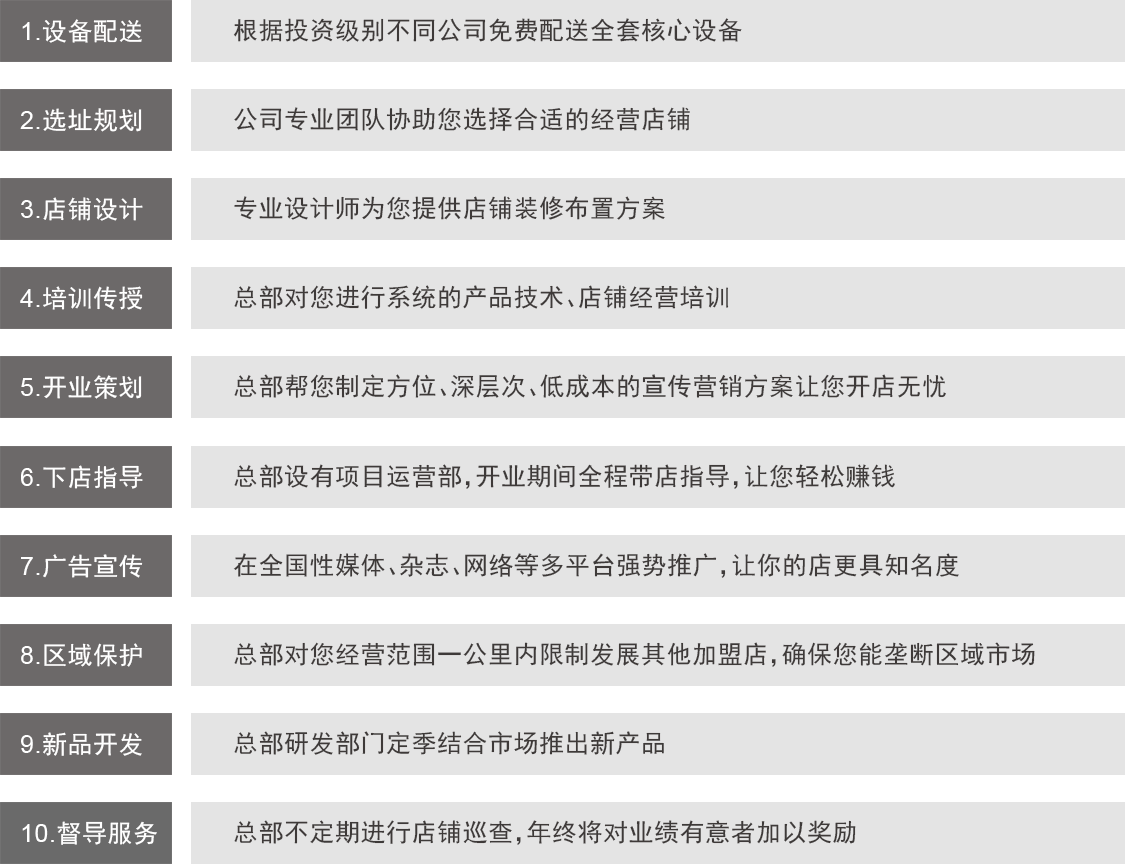 1.设备配送
根据投资级别不同公司免费配送全套核心设备
2.选址规划
公司专业团队协助您选择合适的经营店铺
3.店铺设计
专业设计师为您提供店铺装修布置方案
4.培训传授
总部对您进行系统的产品技术、店铺经营培训
5.开业策划
总部帮您制定方位、深层次、低成本的宣传营销方案让您开店无忧
6.下店指导
总部设有项目运营部,开业期间全程带店指导,让您轻松赚钱
7.广告宣传
在全国性媒体、杂志、网络等多平台强势推广,让你的店更具知名度
8.区域保护
总部对您经营范围一公里内限制发展其他加盟店,确保您能垄断区域市场
9.新品开发
总部研发部门定季结合市场推出新产品
10.督导服务
总部不定期进行店铺巡查,年终将对业绩有意者加以奖励